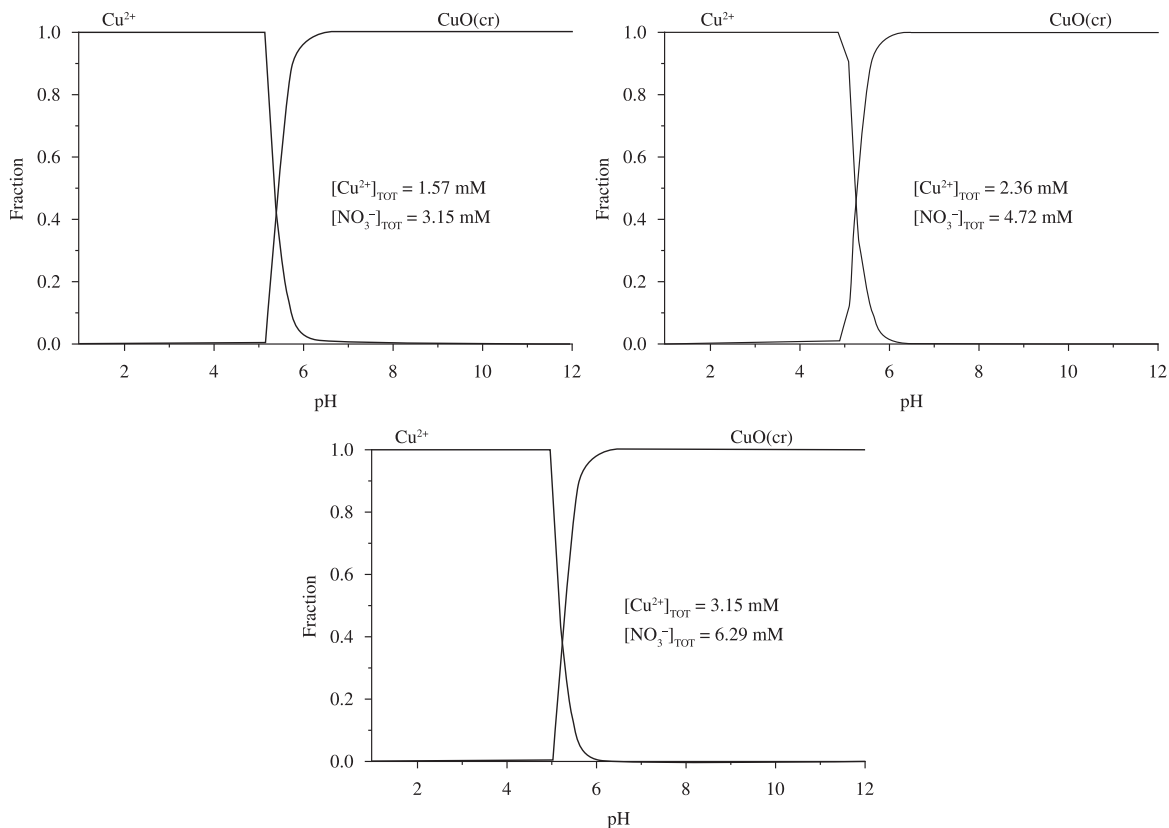 Cu²⁺ CuO(cr)
1.0
0.8
0.6
0.4
0.2
0.0
Fraction
[Cu²⁺]TOT = 1.57 mM
[NO₃⁻]TOT = 3.15 mM
2 4 6 8 10 12
pH
Cu²⁺ CuO(cr)
1.0
0.8
0.6
0.4
0.2
0.0
Fraction
[Cu²⁺]TOT = 2.36 mM
[NO₃⁻]TOT = 4.72 mM
2 4 6 8 10 12
pH
Cu²⁺ CuO(cr)
1.0
0.8
0.6
0.4
0.2
0.0
Fraction
[Cu²⁺]TOT = 3.15 mM
[NO₃⁻]TOT = 6.29 mM
2 4 6 8 10 12
pH